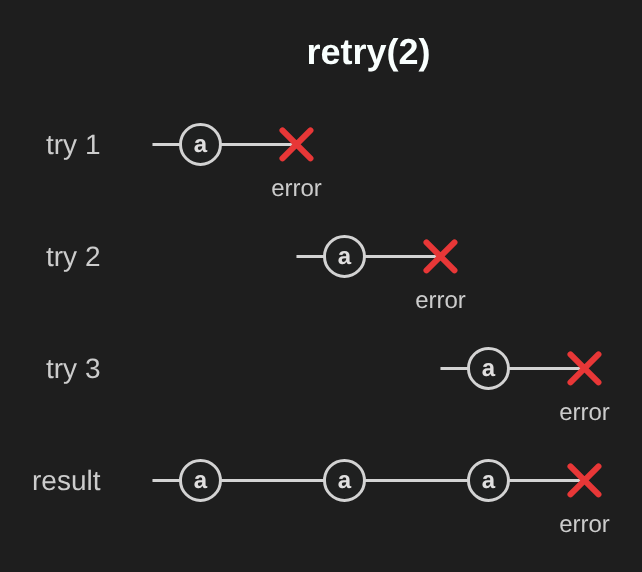 retry(2)
try 1
a
error
try 2
a
error
try 3
a
error
result
a a a
error